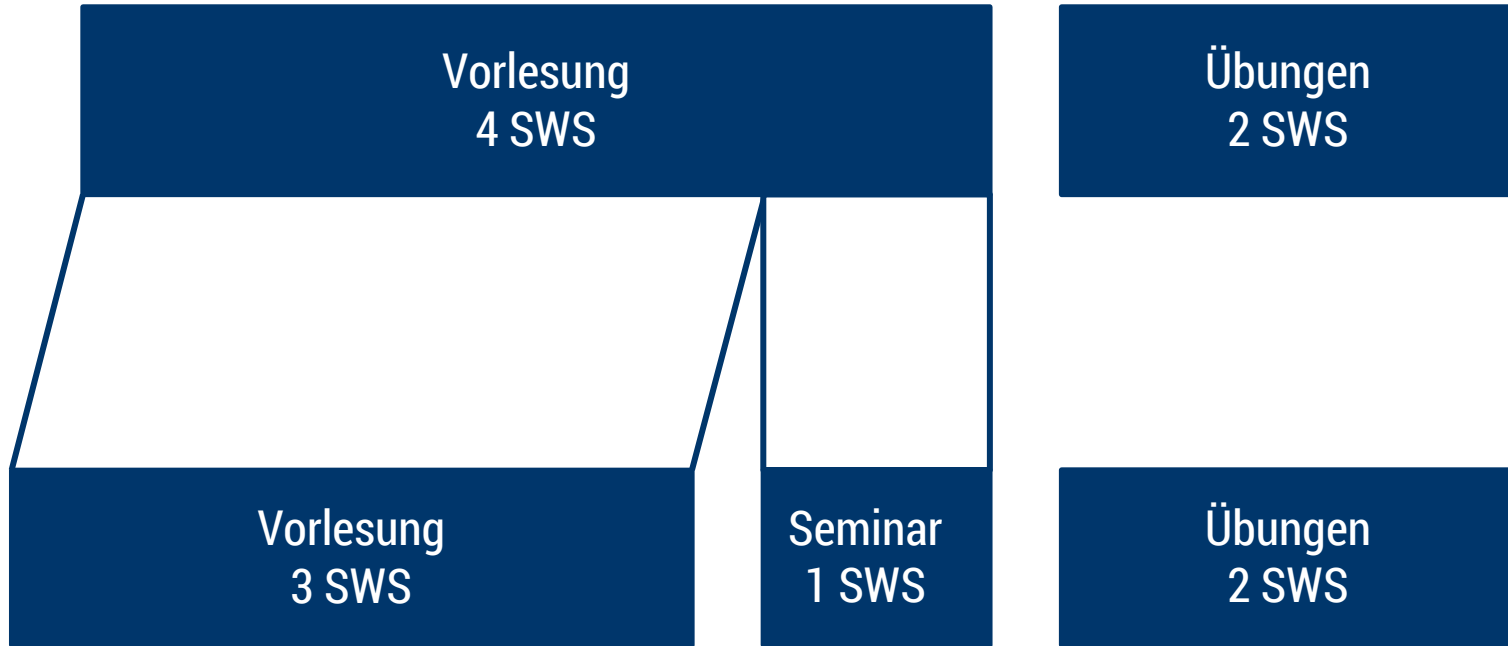 Vorlesung
4 SWS
Übungen
2 SWS
Vorlesung
3 SWS
Seminar
1 SWS
Übungen
2 SWS